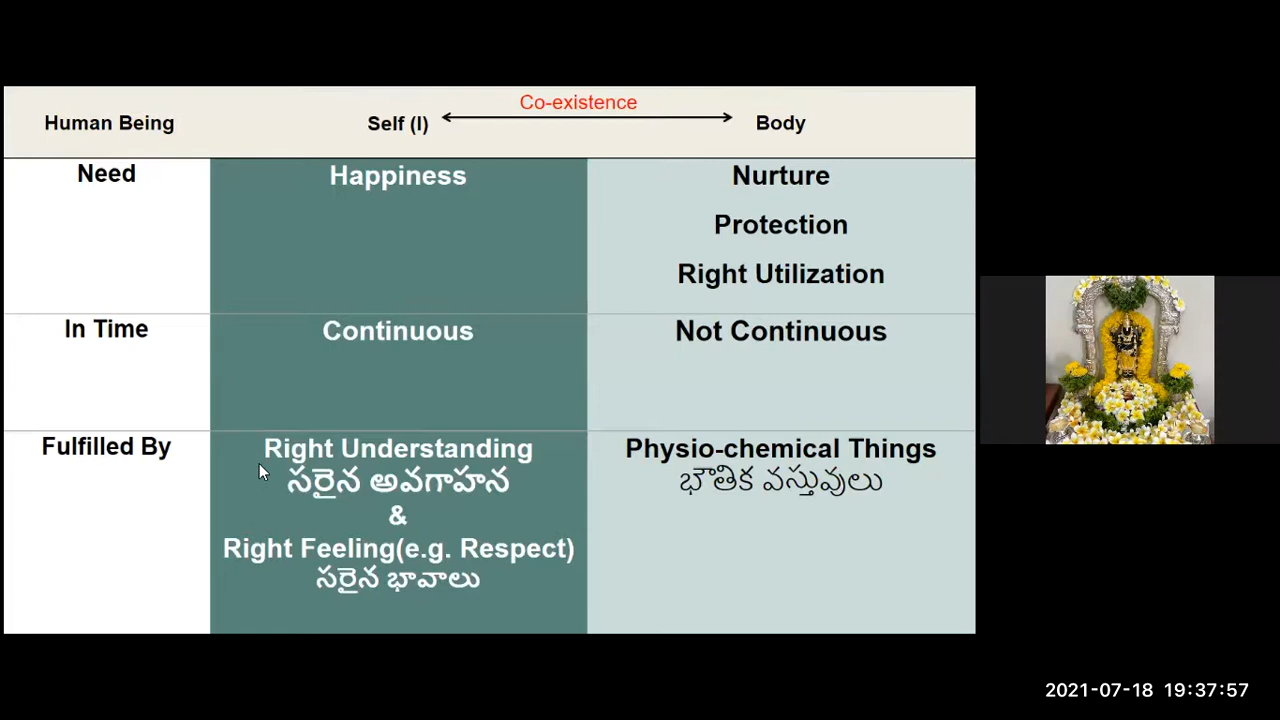 Co-existence
Human Being Self (I) Body
Need Happiness Nurture
Protection
Right Utilization
In Time Continuous Not Continuous
Fulfilled By Right Understanding Physio-chemical Things
సరైన అవగాహన భౌతిక వస్తువులు
&
Right Feeling(e.g. Respect)
సరైన భావాలు
2021-07-18 19:37:57